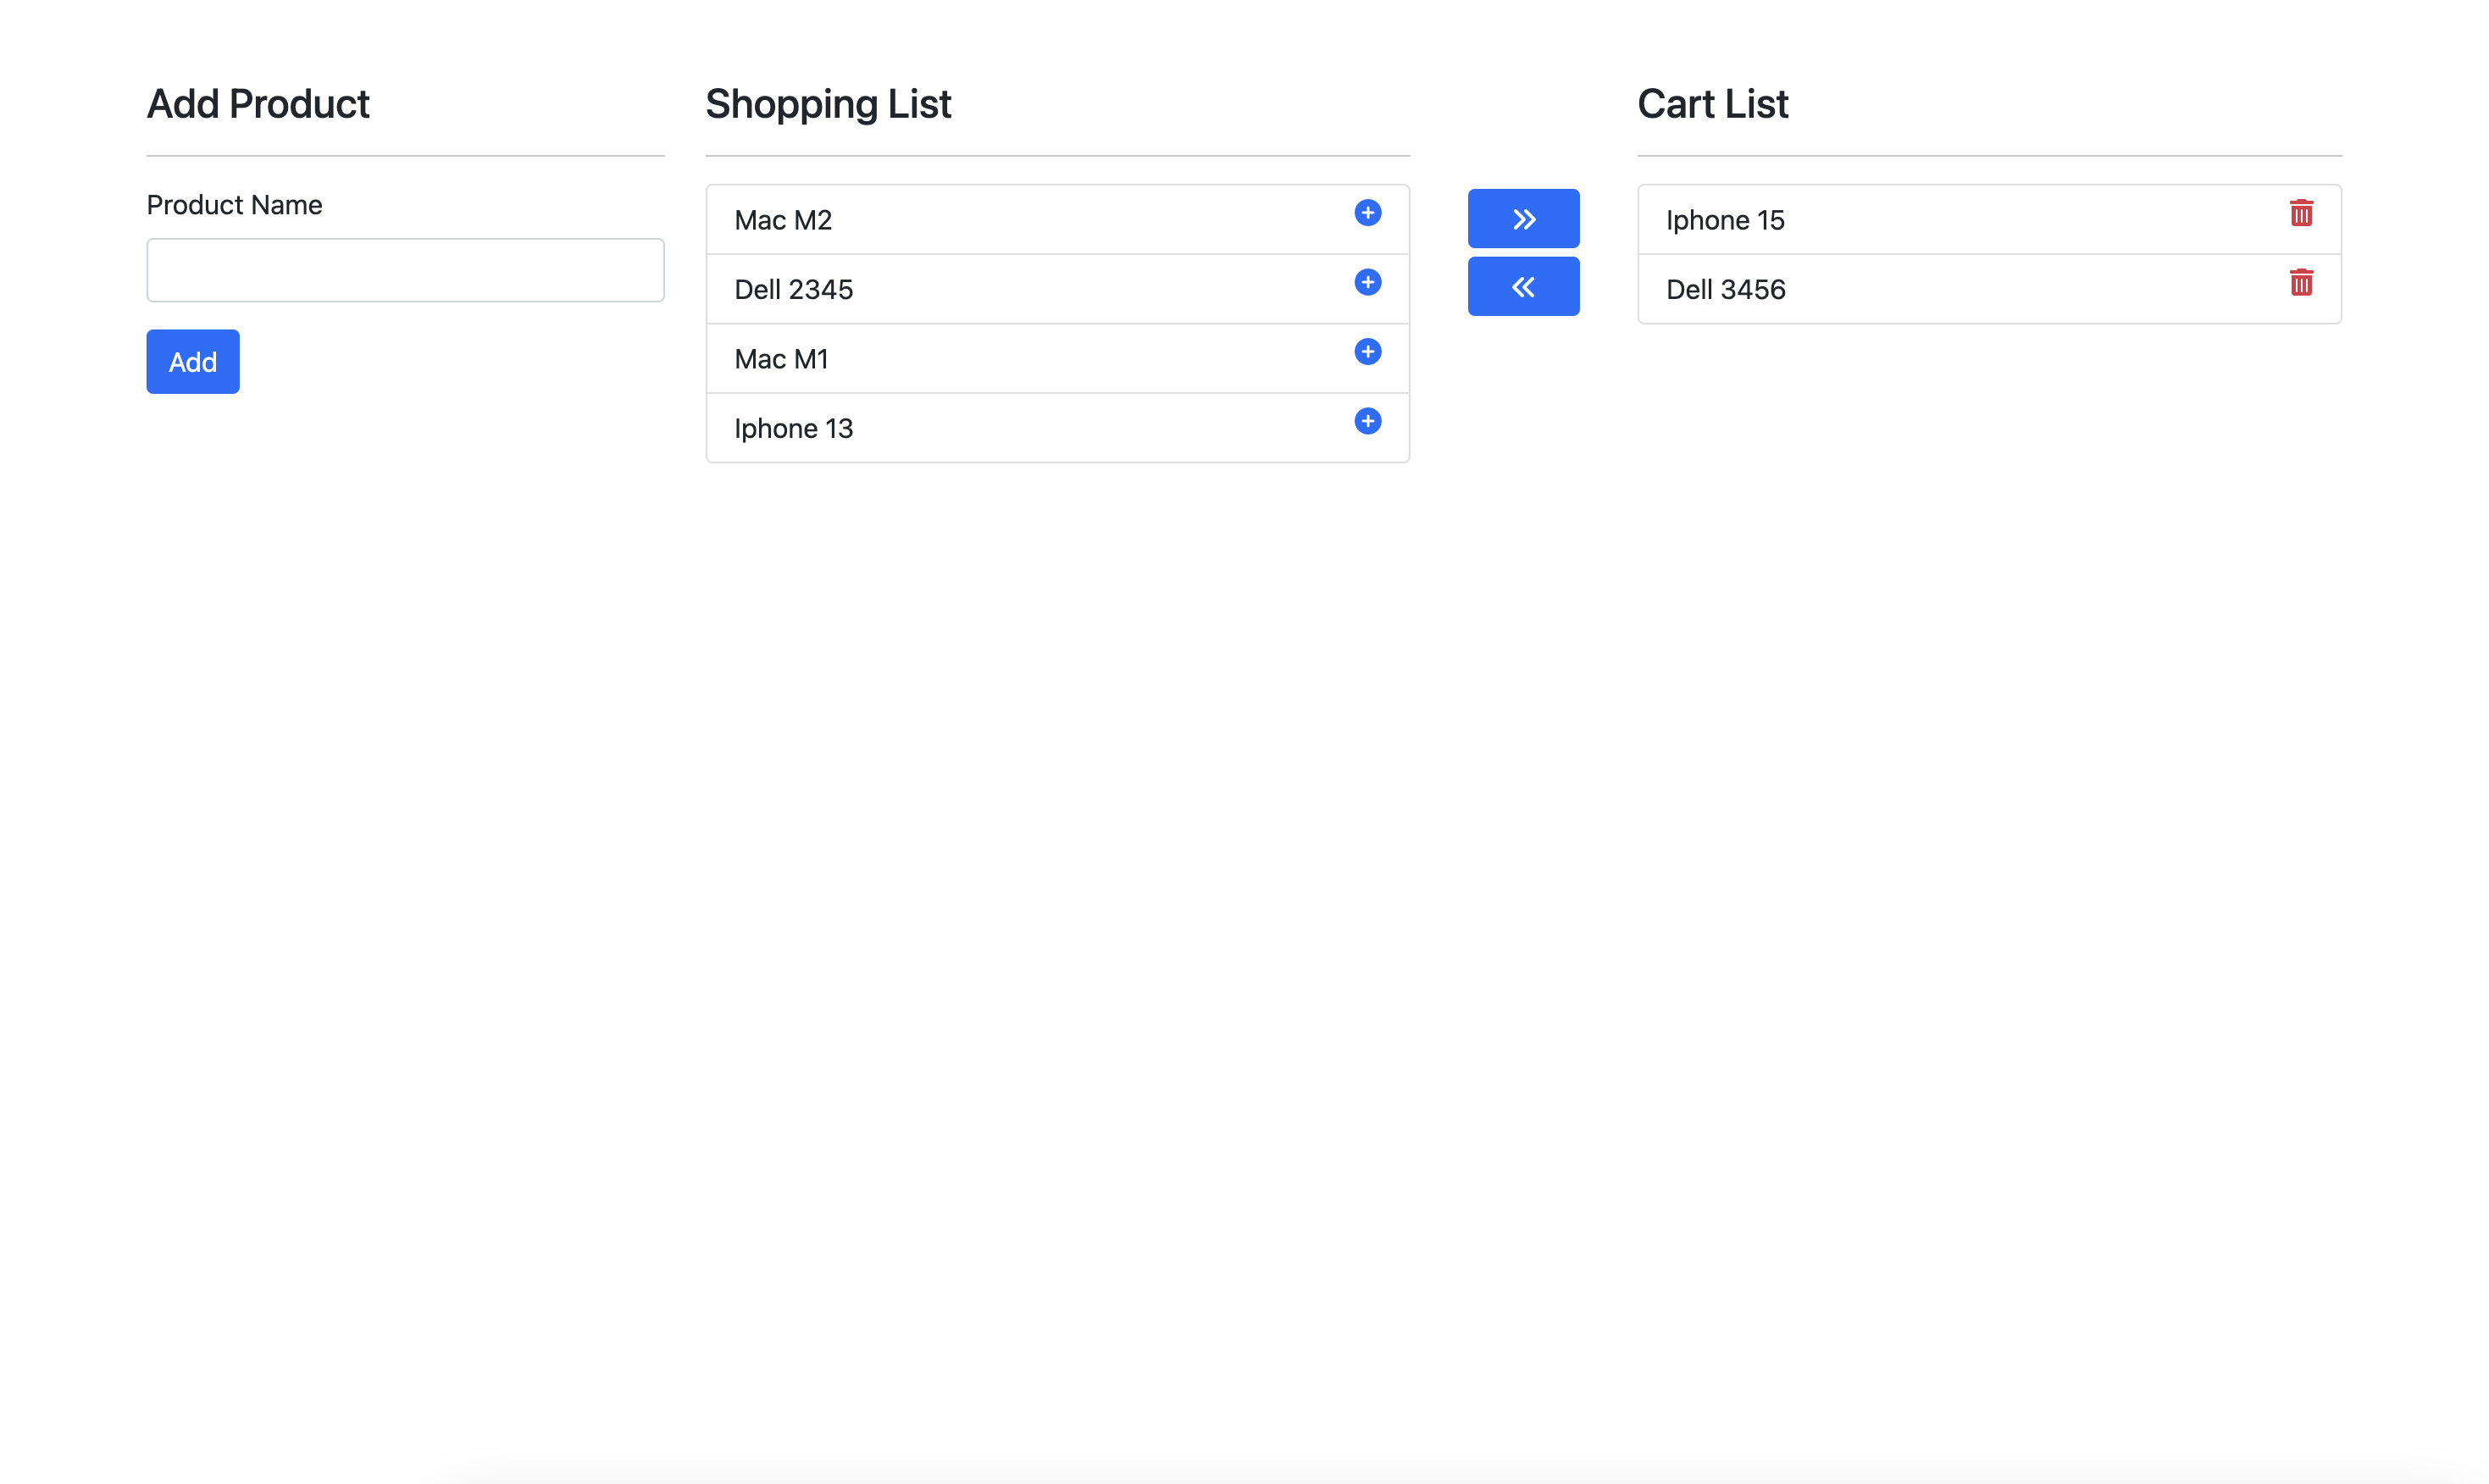 Add Product
Product Name
Add
Shopping List
Mac M2
Dell 2345
Mac M1
Iphone 13
Cart List
Iphone 15
Dell 3456